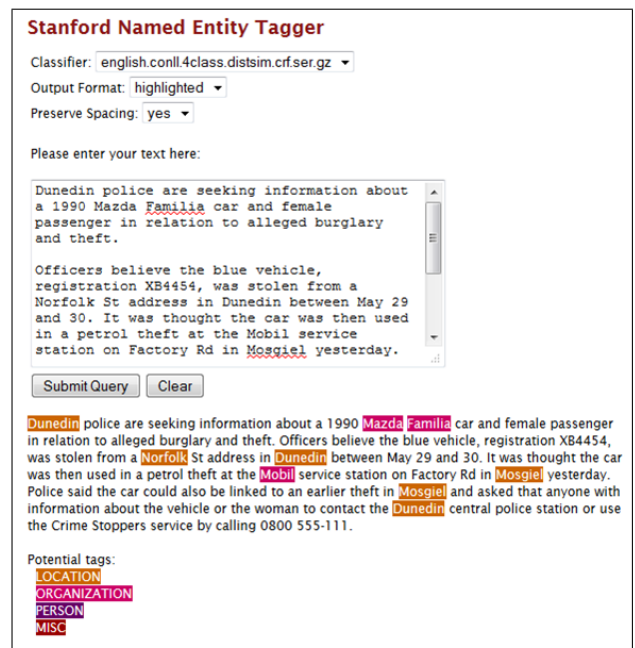 Stanford Named Entity Tagger
Classifier: english.conll.4class.distsim.crf.ser.gz
Output Format: highlighted
Preserve Spacing: yes
Please enter your text here:
Dunedin police are seeking information about
a 1990 Mazda Familia car and female
passenger in relation to alleged burglary
and theft.
Officers believe the blue vehicle,
registration XB4454, was stolen from a
Norfolk St address in Dunedin between May 29
and 30. It was thought the car was then used
in a petrol theft at the Mobil service
station on Factory Rd in Mosgiel yesterday.
Submit Query Clear
Dunedin police are seeking information about a 1990 Mazda Familia car and female passenger
in relation to alleged burglary and theft. Officers believe the blue vehicle, registration XB4454,
was stolen from a Norfolk St address in Dunedin between May 29 and 30. It was thought the car
was then used in a petrol theft at the Mobil service station on Factory Rd in Mosgiel yesterday.
Police said the car could also be linked to an earlier theft in Mosgiel and asked that anyone with
information about the vehicle or the woman to contact the Dunedin central police station or use
the Crime Stoppers service by calling 0800 555-111.
Potential tags:
LOCATION
ORGANIZATION
PERSON
MISC